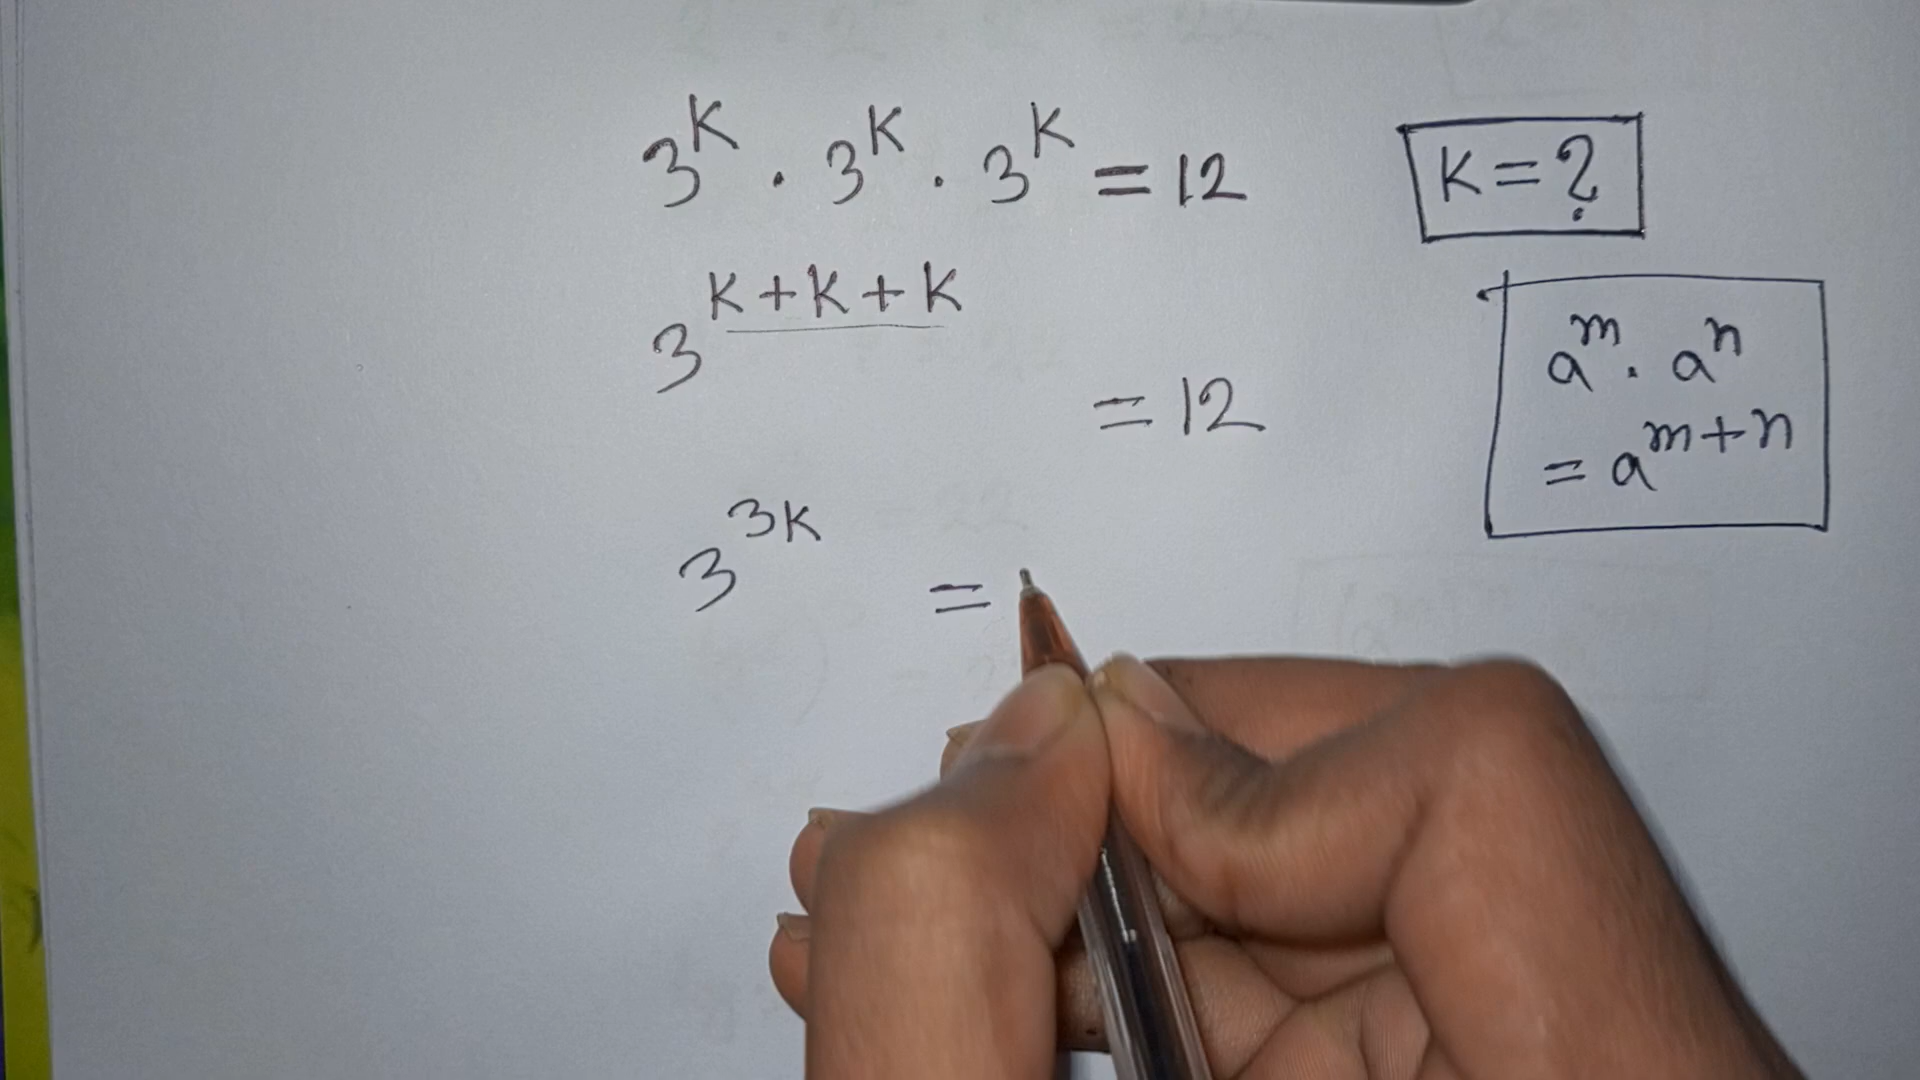 3^K . 3^K . 3^K = 12
K = ?
3^K+K+K
= 12
a^m . a^n
= a^m+n
3^3K =